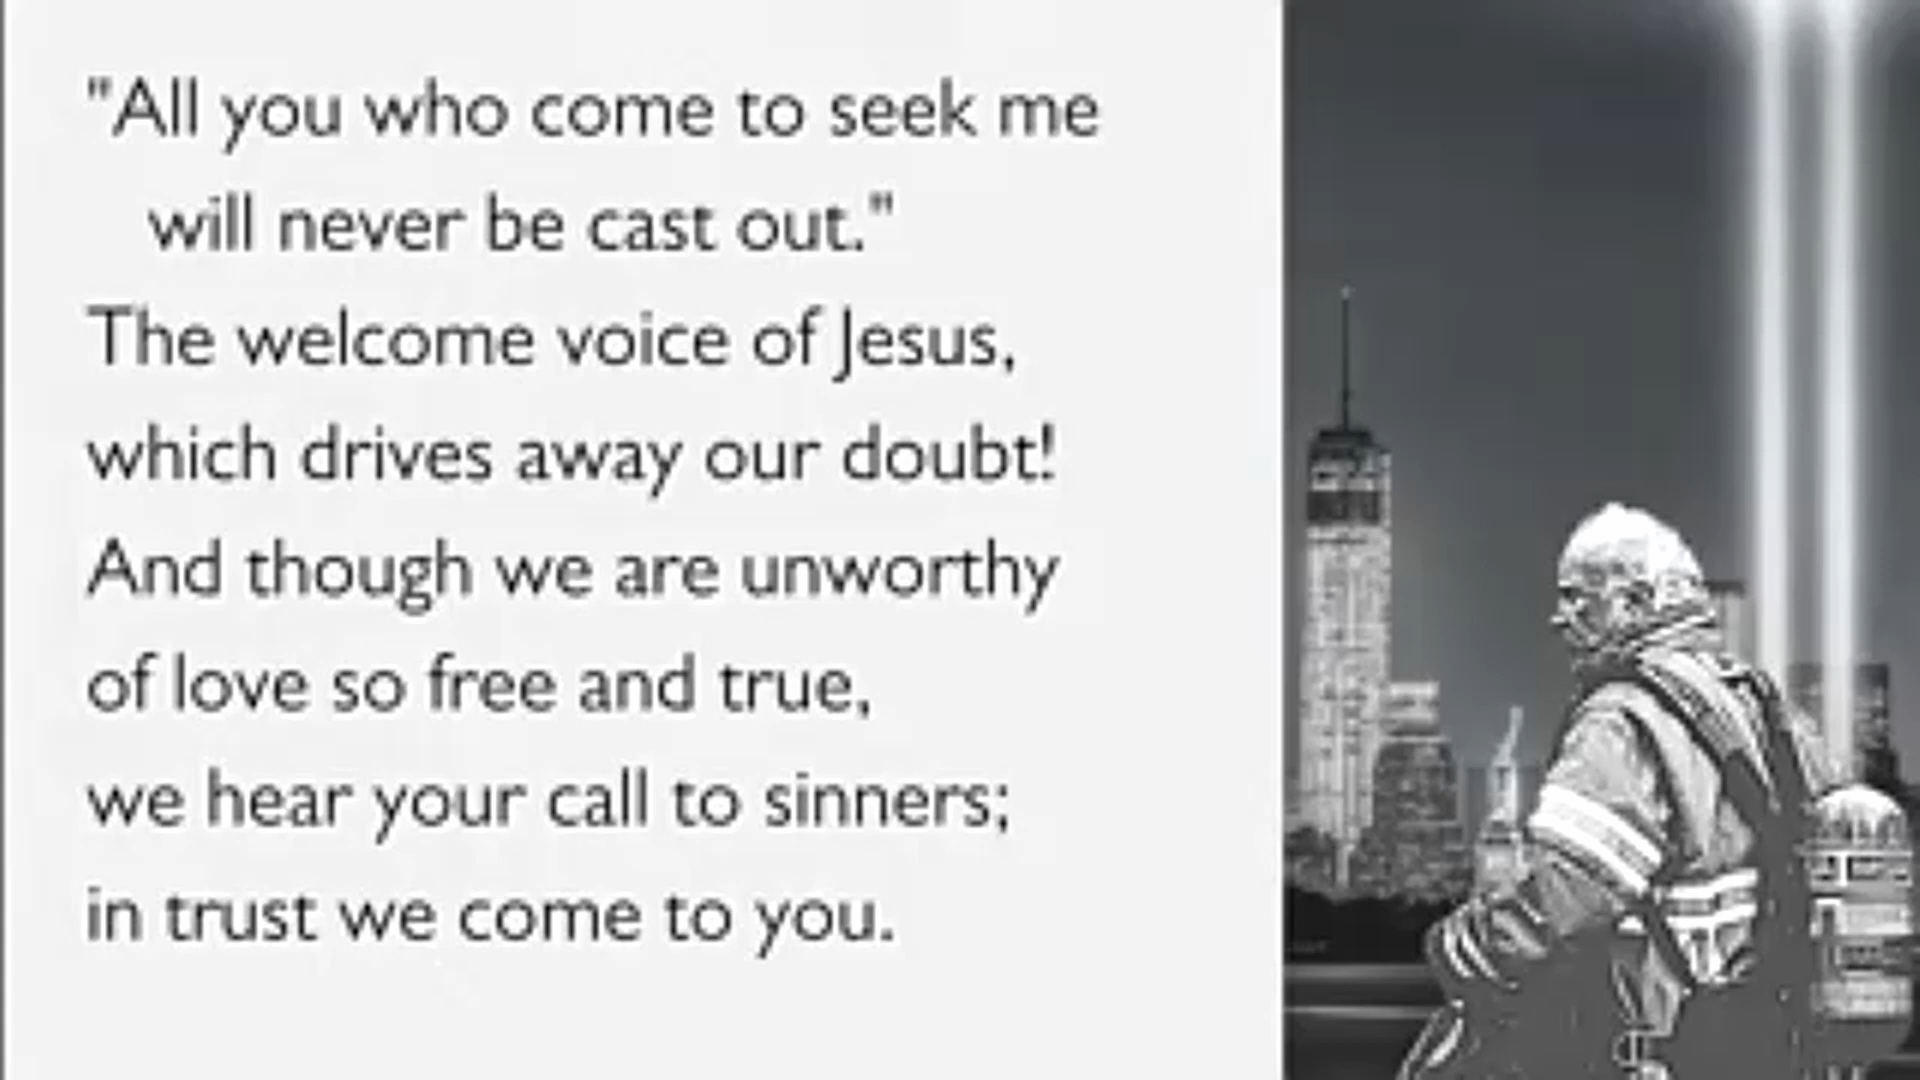 "All you who come to seek me
will never be cast out."
The welcome voice of Jesus,
which drives away our doubt!
And though we are unworthy
of love so free and true,
we hear your call to sinners;
in trust we come to you.